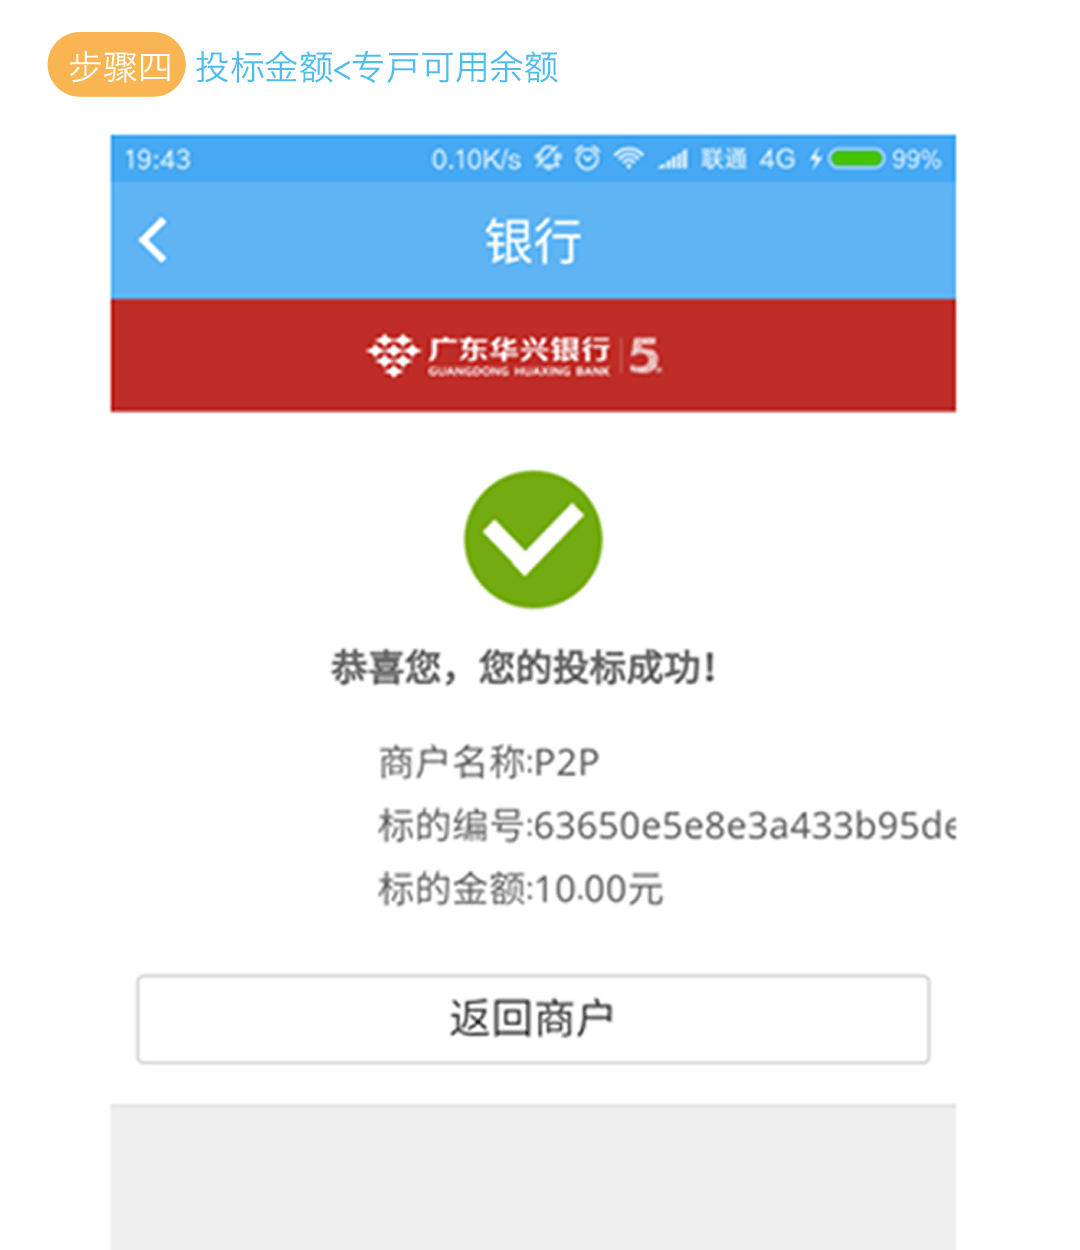 步骤四 投标金额<专戸可用余额
19:43 0.10K/s 联通 4G 99%
银行
广东华兴银行 5
GUANGDONG HUAXING BANK
恭喜您，您的投标成功！
商户名称:P2P
标的编号:63650e5e8e3a433b95de
标的金额:10.00元
返回商户